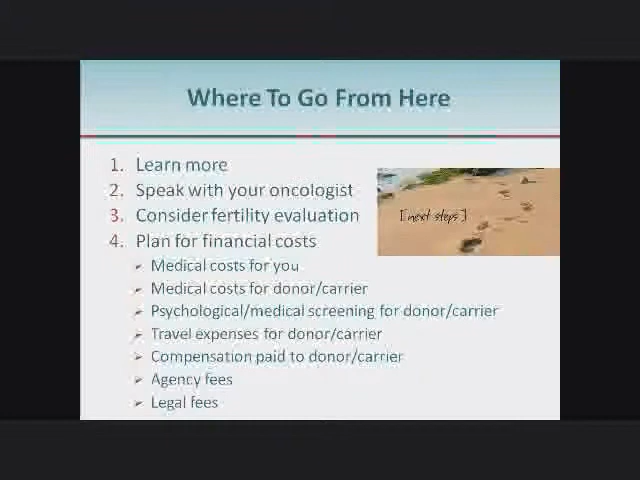 Where To Go From Here
1. Learn more
2. Speak with your oncologist
3. Consider fertility evaluation
[next steps]
4. Plan for financial costs
➢ Medical costs for you
➢ Medical costs for donor/carrier
➢ Psychological/medical screening for donor/carrier
➢ Travel expenses for donor/carrier
➢ Compensation paid to donor/carrier
➢ Agency fees
➢ Legal fees